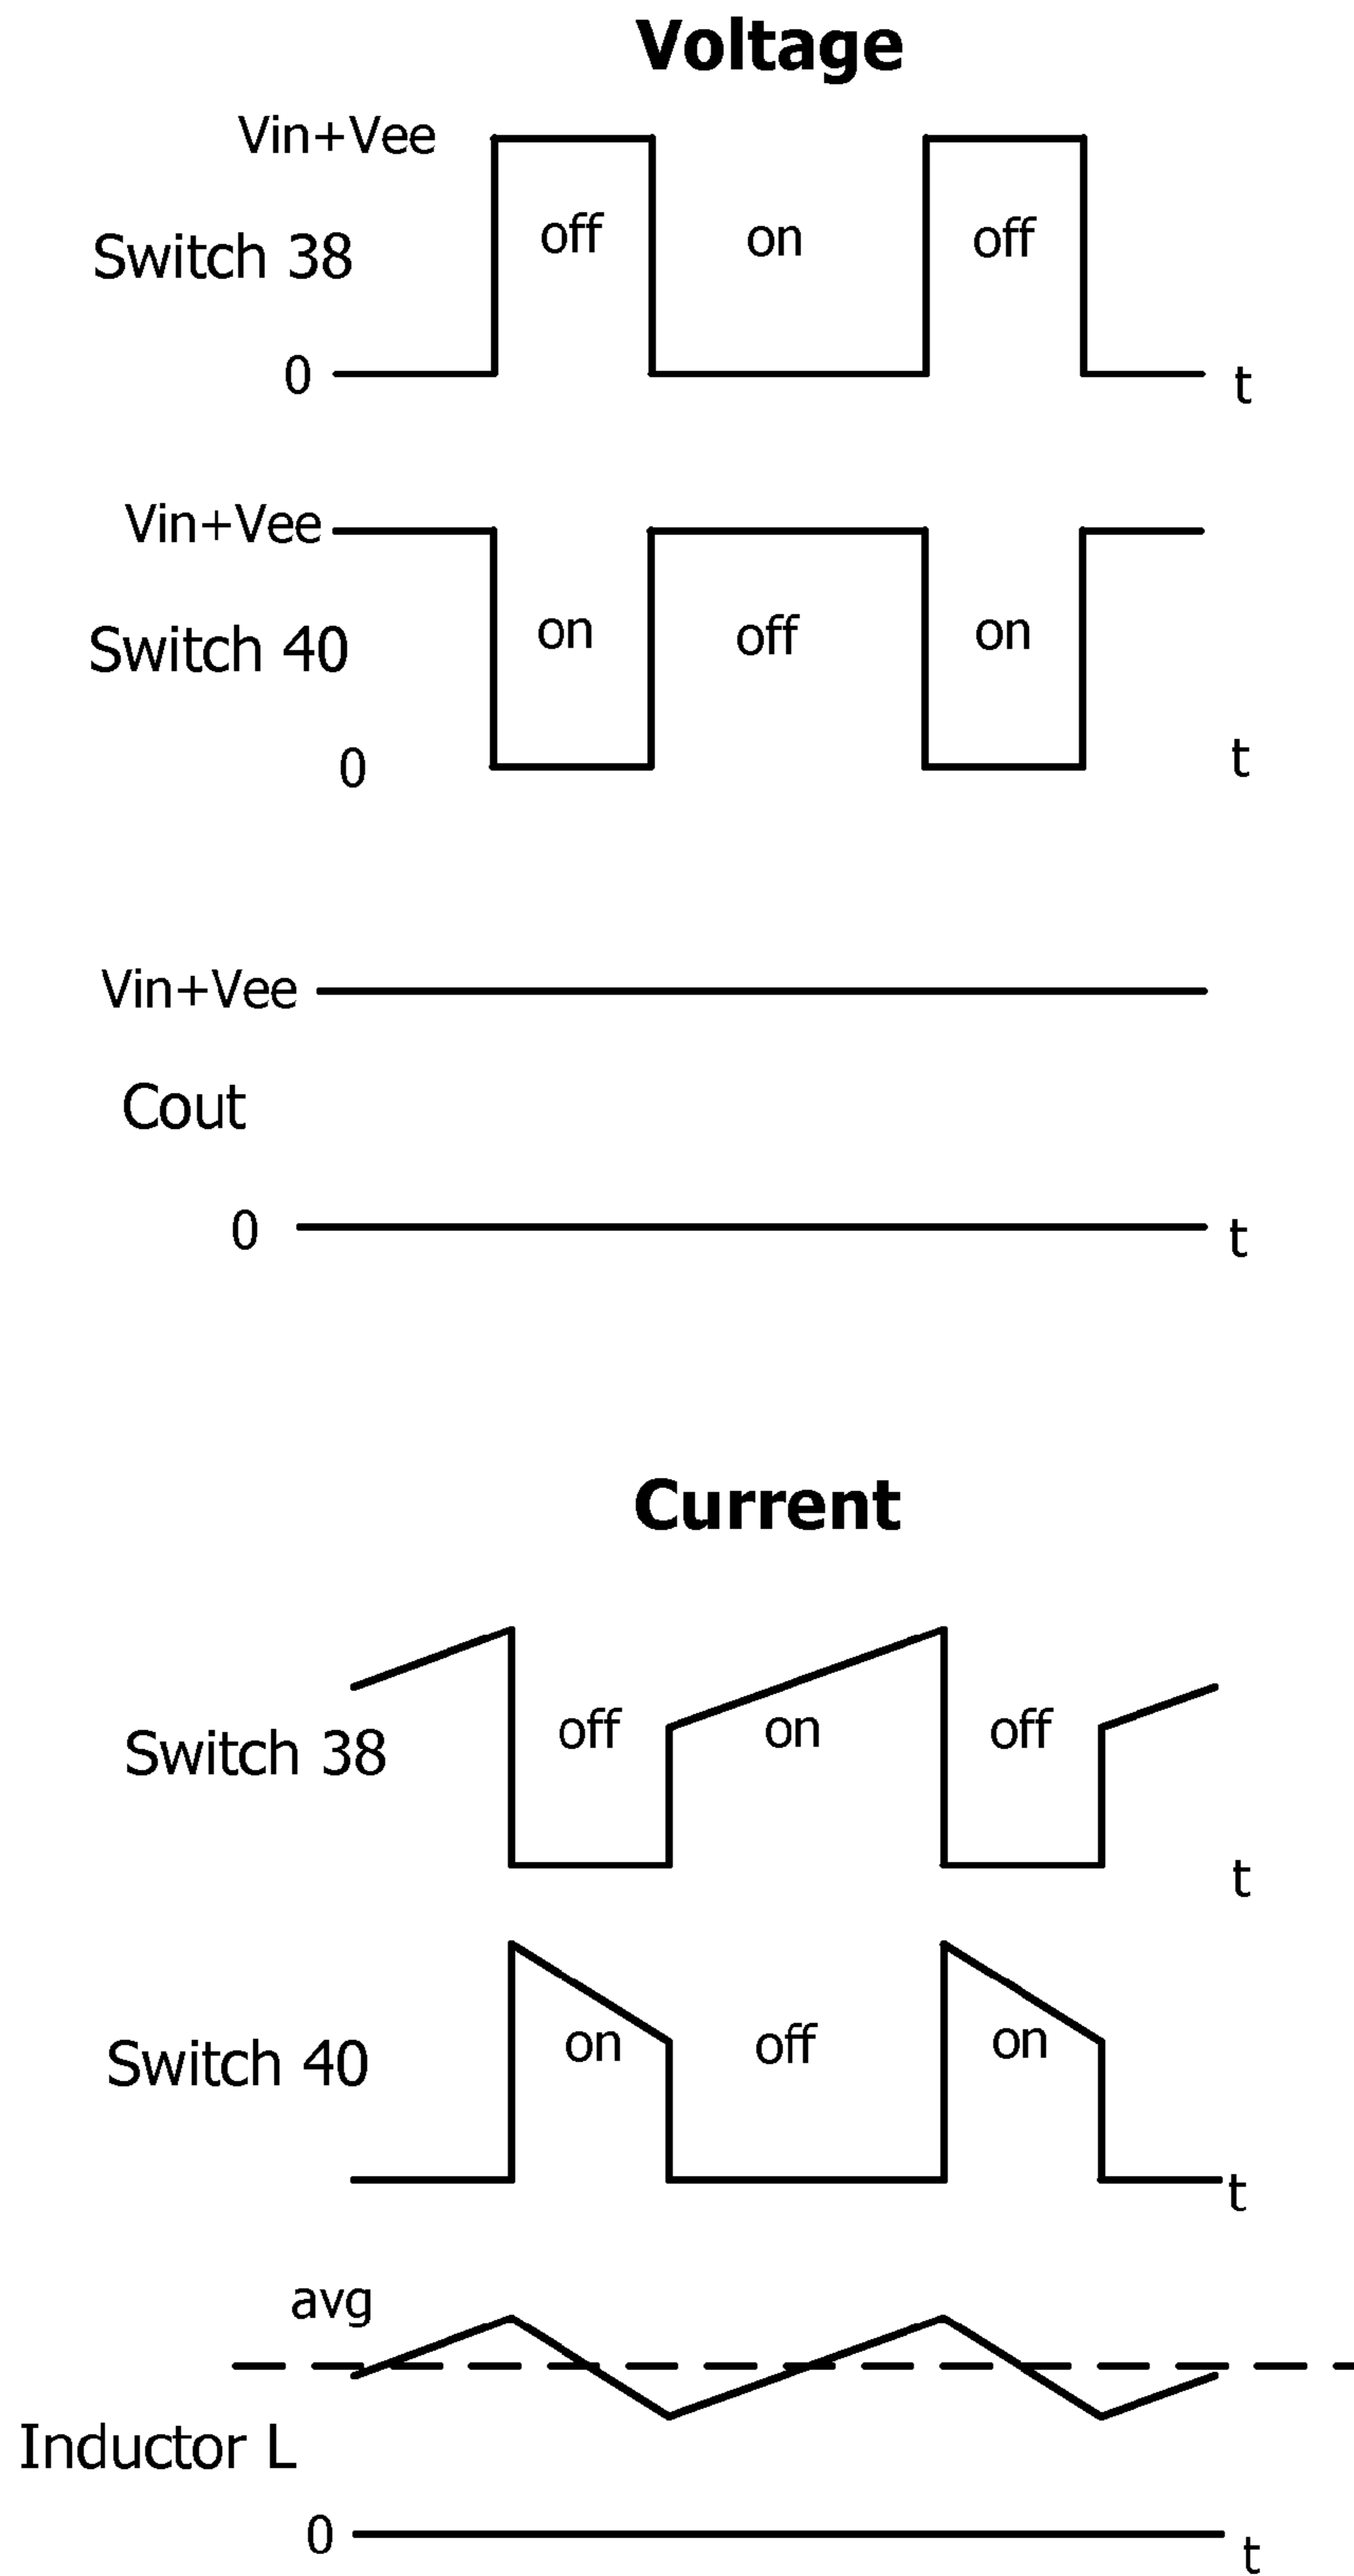 Voltage
Vin+Vee
off
on
off
Switch 38
0
t
Vin+Vee
on
off
on
Switch 40
0
t
Vin+Vee
Cout
0
t
Current
off
on
off
Switch 38
t
on
off
on
Switch 40
t
avg
Inductor L
0
t